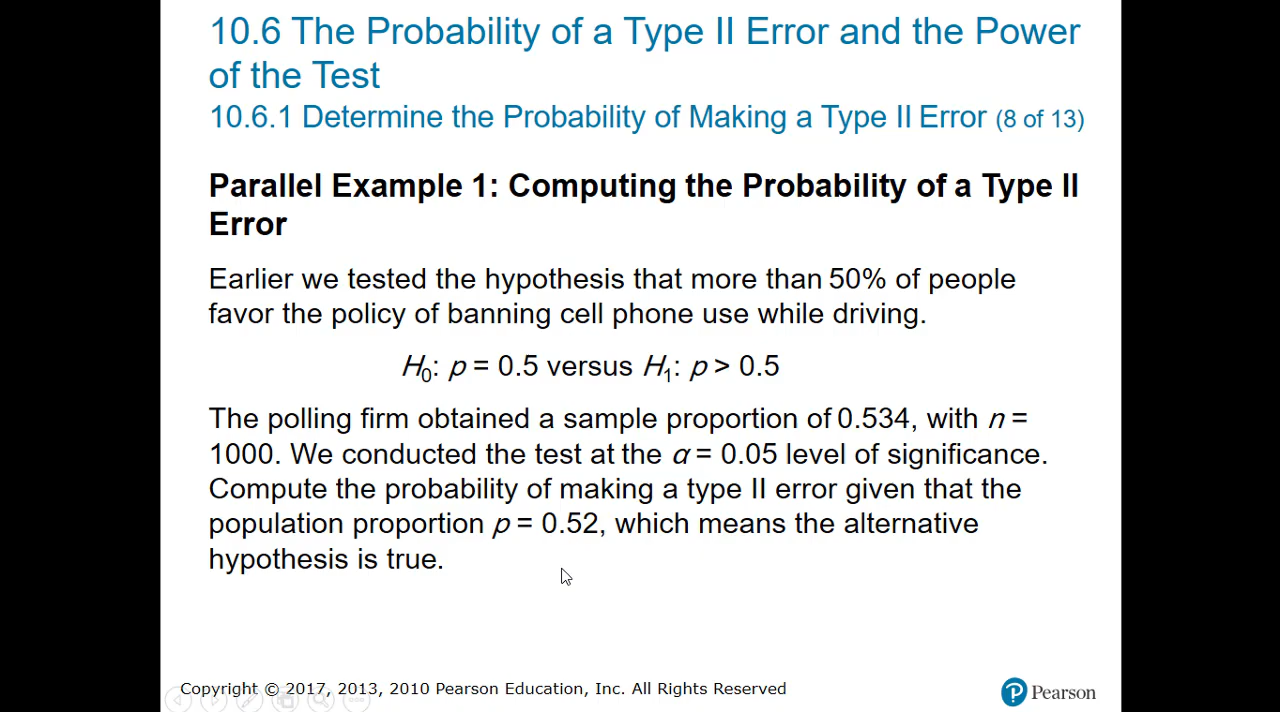 10.6 The Probability of a Type II Error and the Power
of the Test
10.6.1 Determine the Probability of Making a Type II Error (8 of 13)
Parallel Example 1: Computing the Probability of a Type II
Error
Earlier we tested the hypothesis that more than 50% of people
favor the policy of banning cell phone use while driving.
H₀: p = 0.5 versus H₁: p > 0.5
The polling firm obtained a sample proportion of 0.534, with n =
1000. We conducted the test at the α = 0.05 level of significance.
Compute the probability of making a type II error given that the
population proportion p = 0.52, which means the alternative
hypothesis is true.
Copyright © 2017, 2013, 2010 Pearson Education, Inc. All Rights Reserved
Pearson